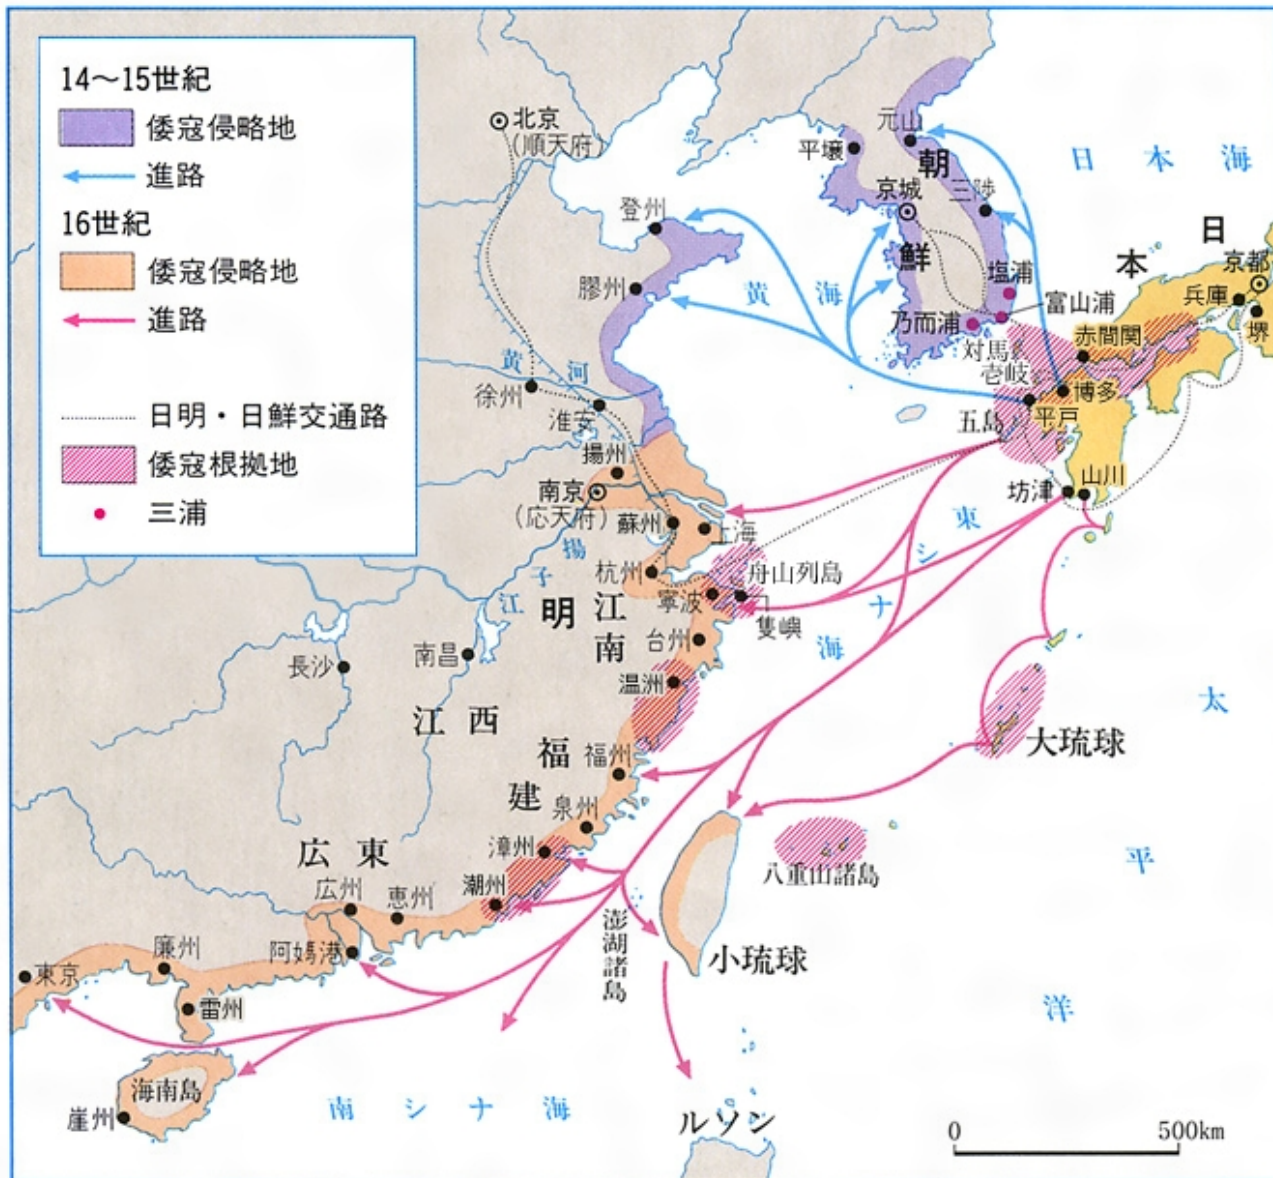 14～15世紀
倭寇侵略地
進路
16世紀
倭寇侵略地
進路
日明・日鮮交通路
倭寇根拠地
三浦
北京
(順天府)
登州
膠州
黄海
平壌
元山
朝鮮
京城
三陟
塩浦
富山浦
乃而浦
日本海
日本
京都
兵庫
堺
赤間関
対馬
壱岐
博多
平戸
五島
山川
坊津
黄河
徐州
淮安
揚州
南京
(応天府)
蘇州
上海
揚子江
杭州
舟山列島
寧波
雙嶼
明
江南
台州
温洲
東シナ海
長沙
南昌
江西
福建
福州
泉州
漳州
潮州
広東
広州
恵州
阿媽港
廉州
東京
雷州
海南島
崖州
澎湖諸島
小琉球
大琉球
八重山諸島
太平洋
南シナ海
ルソン
0 500km